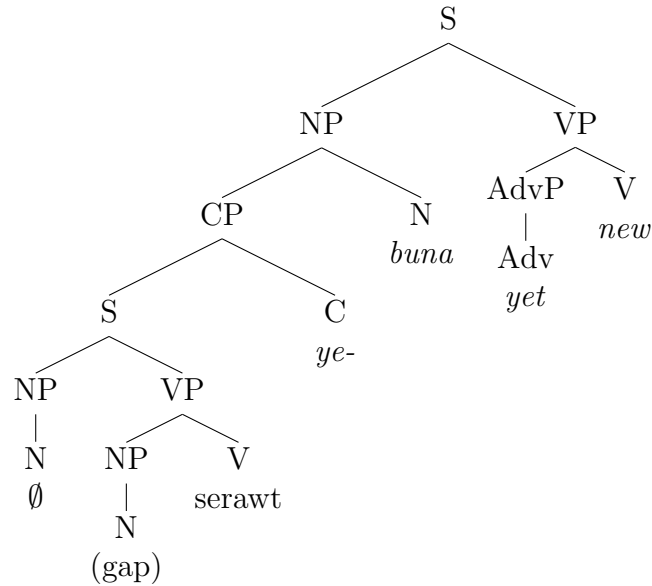 S
NP VP
CP N AdvP V
buna new
Adv
yet
S C
ye-
NP VP
N NP V
∅ serawt
N
(gap)